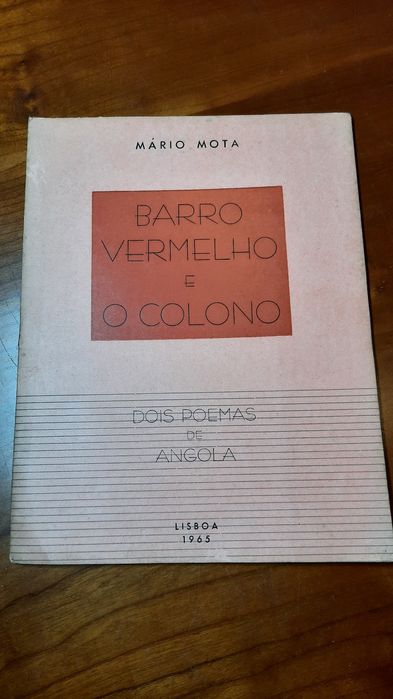 MÁRIO MOTA
BARRO
VERMELHO
E
O COLONO
DOIS POEMAS
DE
ANGOLA
LISBOA
1965